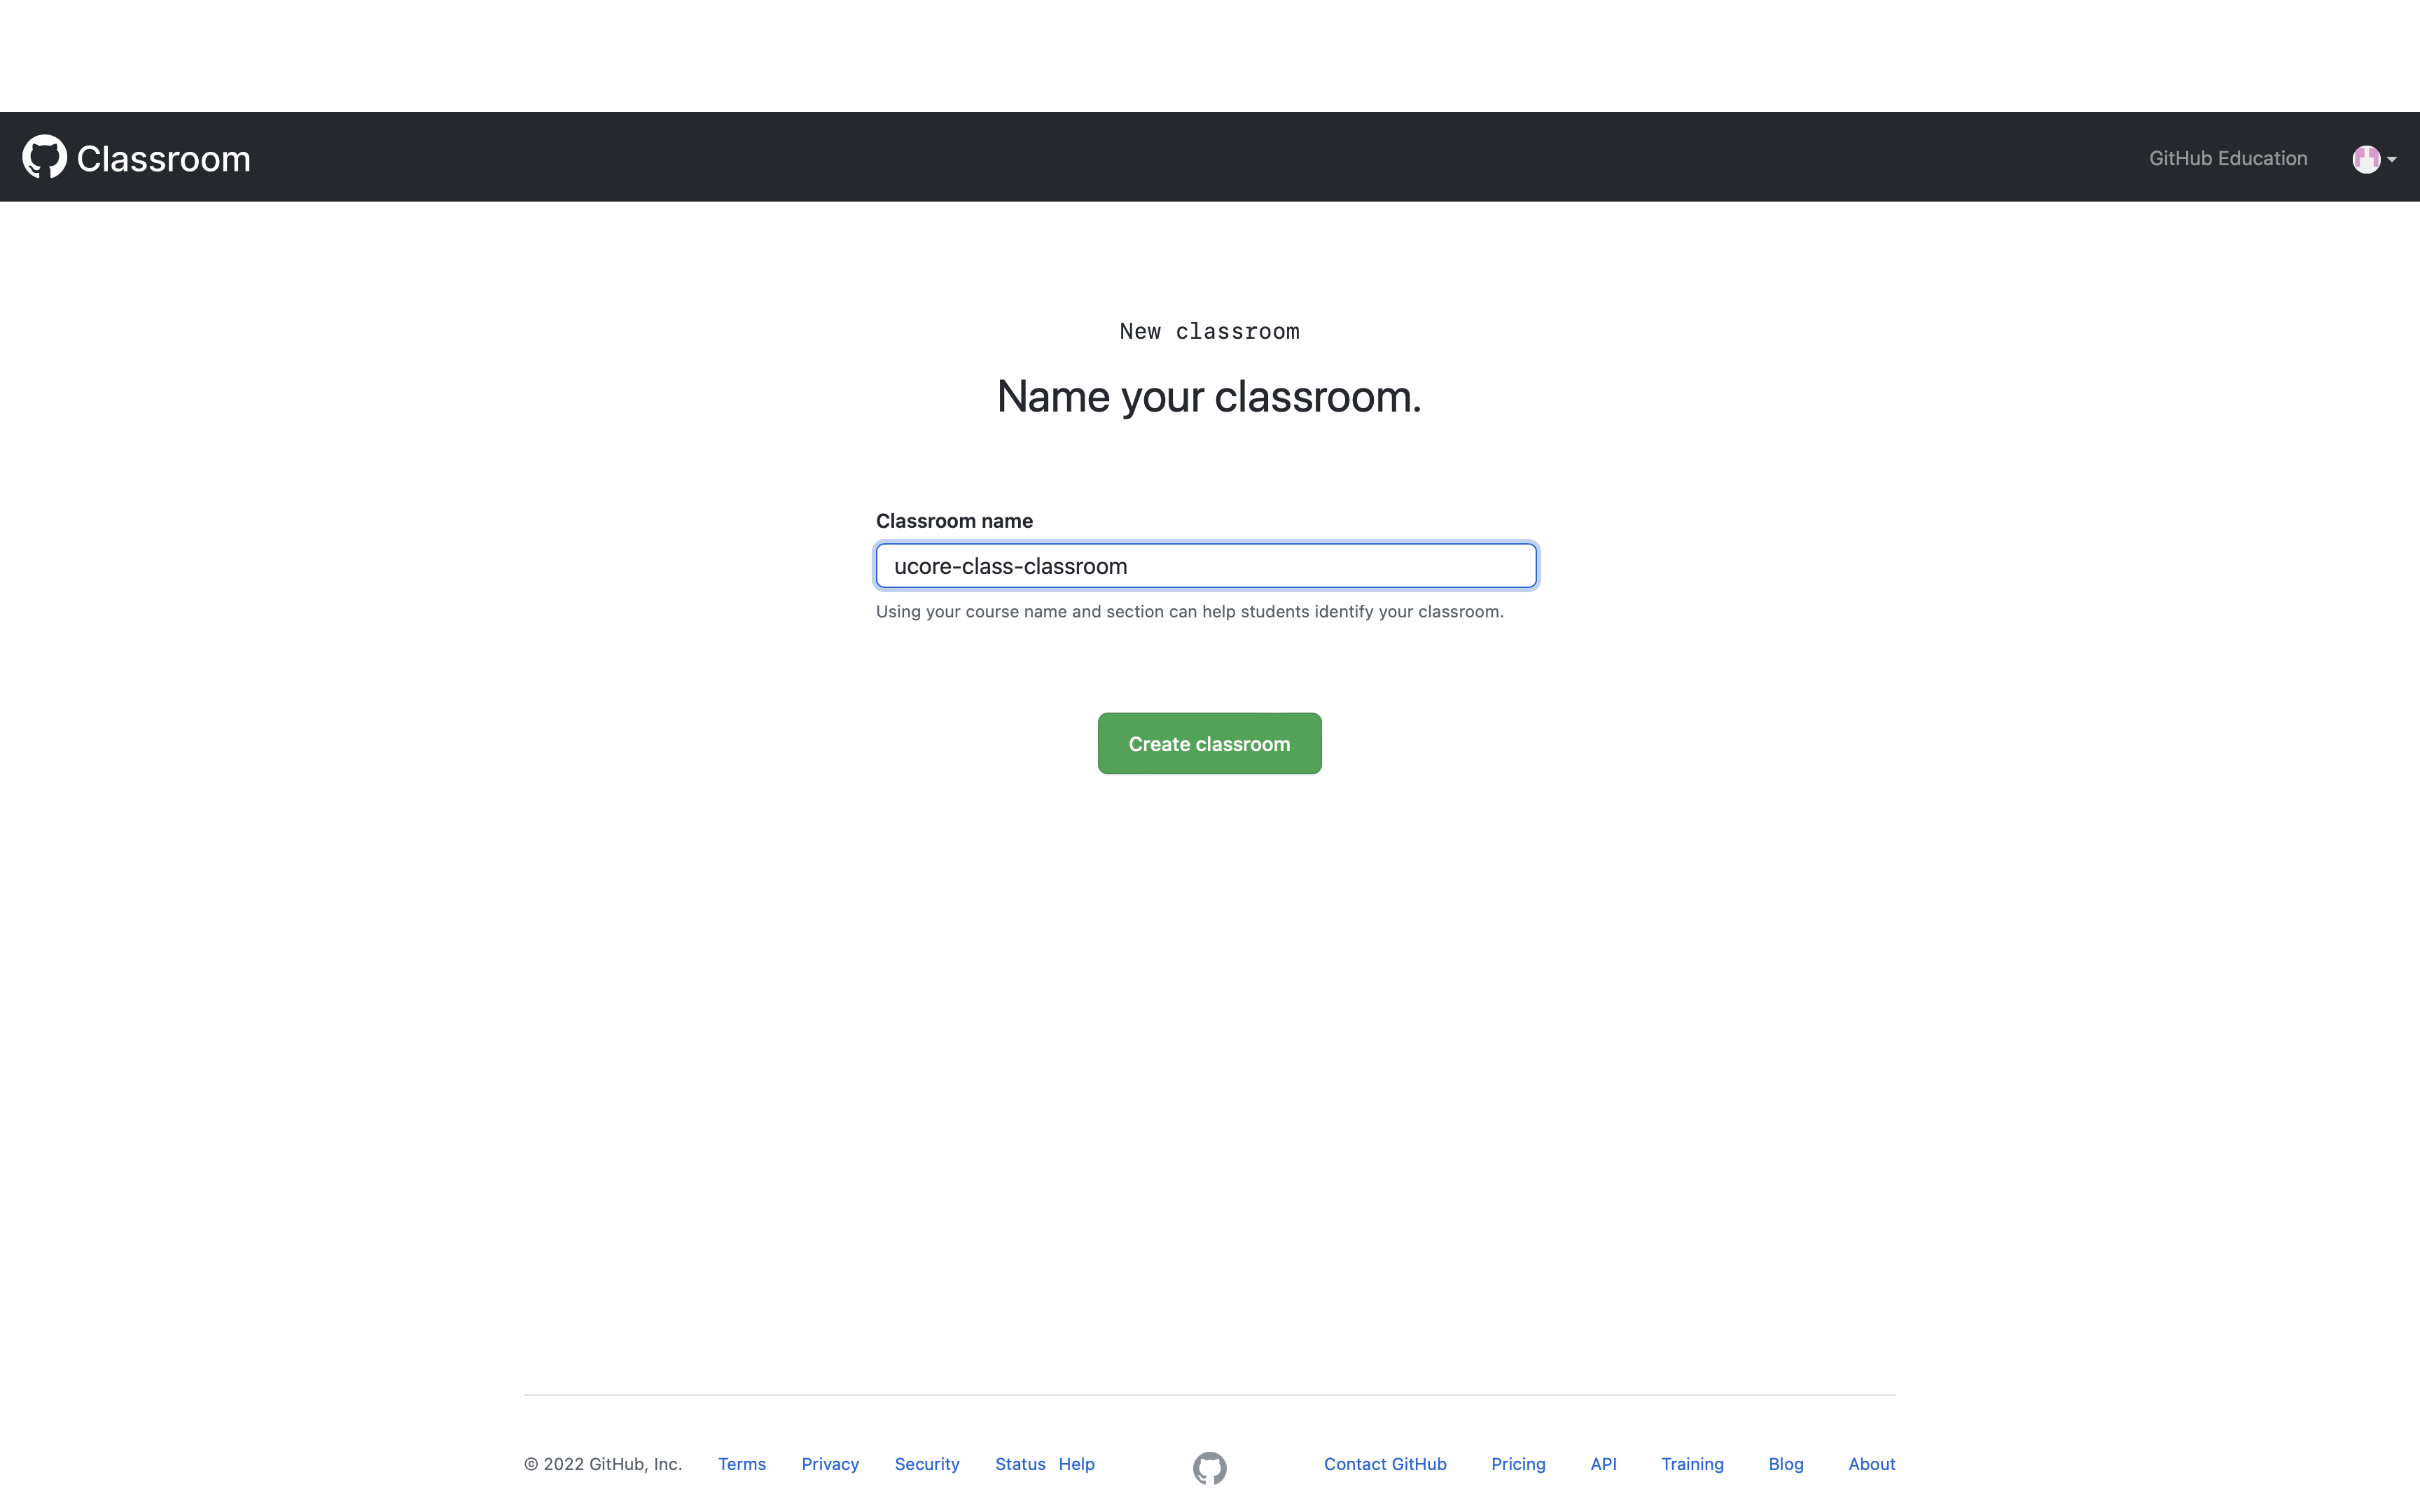 Classroom
GitHub Education
New classroom
Name your classroom.
Classroom name
ucore-class-classroom
Using your course name and section can help students identify your classroom.
Create classroom
© 2022 GitHub, Inc. Terms Privacy Security Status Help Contact GitHub Pricing API Training Blog About